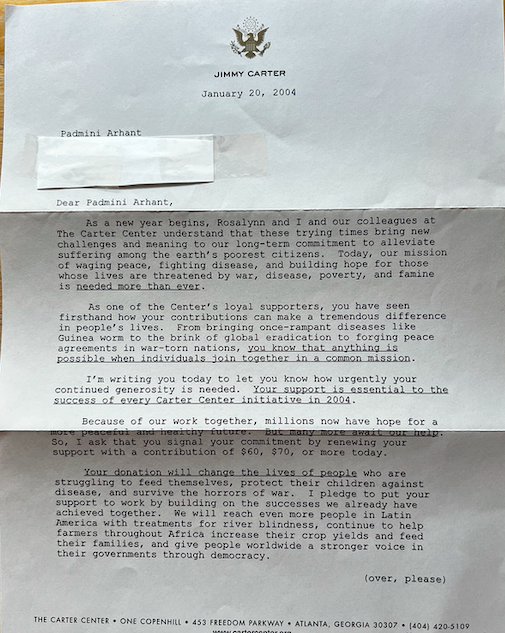 JIMMY CARTER
January 20, 2004
Padmini Arhant
Dear Padmini Arhant,
As a new year begins, Rosalynn and I and our colleagues at
The Carter Center understand that these trying times bring new
challenges and meaning to our long-term commitment to alleviate
suffering among the earth's poorest citizens. Today, our mission
of waging peace, fighting disease, and building hope for those
whose lives are threatened by war, disease, poverty, and famine
is needed more than ever.
As one of the Center's loyal supporters, you have seen
firsthand how your contributions can make a tremendous difference
in people's lives. From bringing once-rampant diseases like
Guinea worm to the brink of global eradication to forging peace
agreements in war-torn nations, you know that anything is
possible when individuals join together in a common mission.
I'm writing you today to let you know how urgently your
continued generosity is needed. Your support is essential to the
success of every Carter Center initiative in 2004.
Because of our work together, millions now have hope for a
more peaceful and healthy future. But many more await our help.
So, I ask that you signal your commitment by renewing your
support with a contribution of $60, $70, or more today.
Your donation will change the lives of people who are
struggling to feed themselves, protect their children against
disease, and survive the horrors of war. I pledge to put your
support to work by building on the successes we already have
achieved together. We will reach even more people in Latin
America with treatments for river blindness, continue to help
farmers throughout Africa increase their crop yields and feed
their families, and give people worldwide a stronger voice in
their governments through democracy.
(over, please)
THE CARTER CENTER • ONE COPENHILL • 453 FREEDOM PARKWAY • ATLANTA, GEORGIA 30307 • (404) 420-5109
www.cartercenter.org